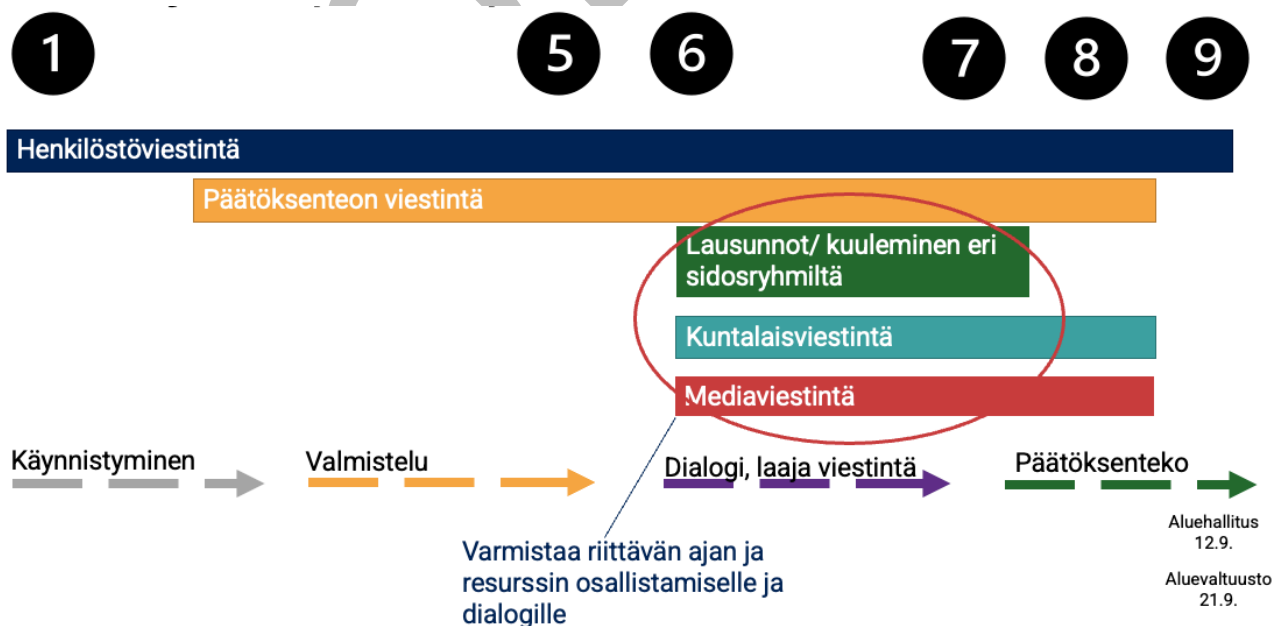 1 5 6 7 8 9
Henkilöstöviestintä
Päätöksenteon viestintä
Lausunnot/ kuuleminen eri
sidosryhmiltä
Kuntalaisviestintä
Mediaviestintä
Käynnistyminen
Valmistelu
Dialogi, laaja viestintä
Päätöksenteko
Aluehallitus
12.9.
Aluevaltuusto
21.9.
Varmistaa riittävän ajan ja
resurssin osallistamiselle ja
dialogille